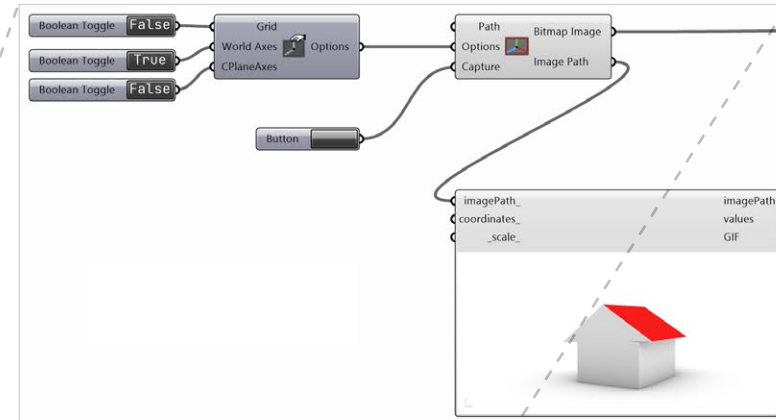 Boolean Toggle False
Boolean Toggle True
Boolean Toggle False
Grid
World Axes
CPlaneAxes
Options
Button
Path
Options
Capture
Bitmap Image
Image Path
imagePath_
coordinates_
_scale_
imagePath
values
GIF